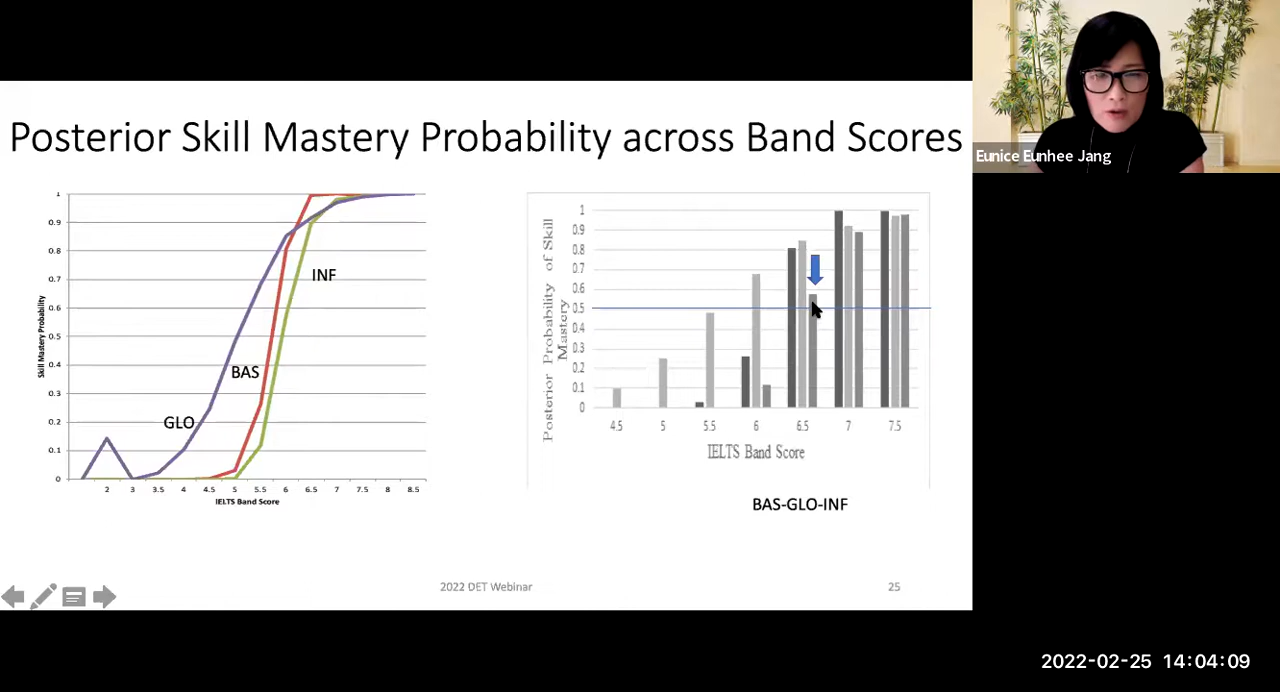 Posterior Skill Mastery Probability across Band Scores
Eunice Eunhee Jang
1
0.9
0.8
0.7
0.6
0.5
0.4
0.3
0.2
0.1
0
Skill Mastery Probability
GLO
BAS
INF
2 3 3.5 4 4.5 5 5.5 6 6.5 7 7.5 8 8.5
IELTS Band Score
Posterior Probability of Skill
Mastery
1
0.9
0.8
0.7
0.6
0.5
0.4
0.3
0.2
0.1
0
4.5 5 5.5 6 6.5 7 7.5
IELTS Band Score
BAS-GLO-INF
2022 DET Webinar
25
2022-02-25 14:04:09